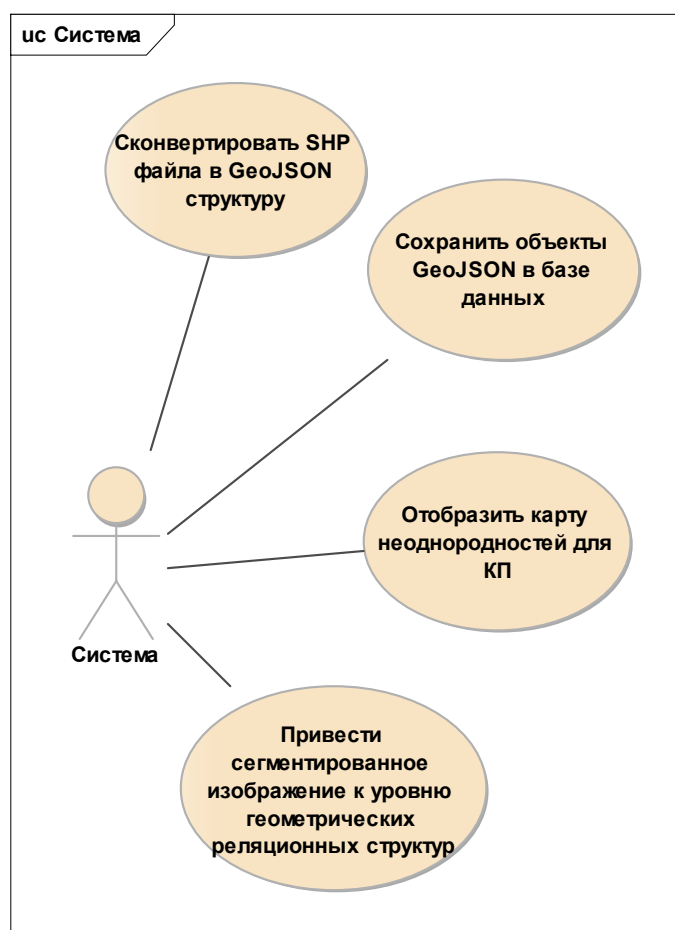 uc Система
Сконвертировать SHP
файла в GeoJSON
структуру
Сохранить объекты
GeoJSON в базе
данных
Отобразить карту
неоднородностей для
КП
Система
Привести
сегментированное
изображение к уровню
геометрических
реляционных структур